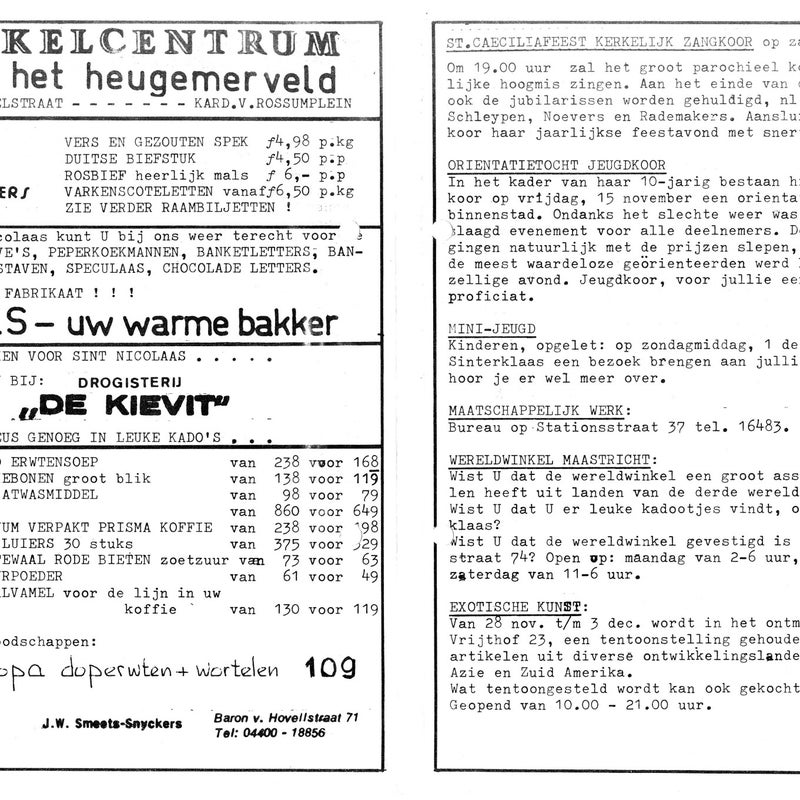 KELCENTRUM
het heugemerveld
ELSTRAAT - - - - - - - - KARD.V.ROSSUMPLEIN
VERS EN GEZOUTEN SPEK ƒ4,98 p.kg
DUITSE BIEFSTUK ƒ4,50 p.p
ROSBIEF heerlijk mals ƒ 6,- p.p
ERS VARKENSCOTELETTEN vanafƒ6,50 p.kg
ZIE VERDER RAAMBILJETTEN !
colaas kunt U bij ons weer terecht voor
VE'S, PEPERKOEKMANNEN, BANKETLETTERS, BAN-
STAVEN, SPECULAAS, CHOCOLADE LETTERS.
FABRIKAAT ! ! !
LS – uw warme bakker
EN VOOR SINT NICOLAAS . . . . .
BIJ: DROGISTERIJ
„DE KIEVIT"
US GENOEG IN LEUKE KADO'S . . .
ERWTENSOEP van 238 voor 168
EBONEN groot blik van 138 voor 119
ATWASMIDDEL van 98 voor 79
van 860 voor 649
UM VERPAKT PRISMA KOFFIE van 238 voor 198
LUIERS 30 stuks van 375 voor 329
EWAAL RODE BIETEN zoetzuur van 73 voor 63
RPOEDER van 61 voor 49
LVAMEL voor de lijn in uw
koffie van 130 voor 119
oodschappen:
opa doperwten + wortelen 109
J.W. Smeets-Snyckers Baron v. Hovellstraat 71
Tel: 04400 - 18856
ST.CAECILIAFEEST KERKELIJK ZANGKOOR op za
Om 19.00 uur zal het groot parochieel ko
lijke hoogmis zingen. Aan het einde van
ook de jubilarissen worden gehuldigd, nl
Schleypen, Noevers en Rademakers. Aanslui
koor haar jaarlijkse feestavond met sner
ORIENTATIETOCHT JEUGDKOOR
In het kader van haar 10-jarig bestaan h
koor op vrijdag, 15 november een orienta
binnenstad. Ondanks het slechte weer was
slaagd evenement voor alle deelnemers. D
gingen natuurlijk met de prijzen slepen,
de meest waardeloze geörienteerden werd
zellige avond. Jeugdkoor, voor jullie ee
proficiat.
MINI-JEUGD
Kinderen, opgelet: op zondagmiddag, 1 de
Sinterklaas een bezoek brengen aan julli
hoor je er wel meer over.
MAATSCHAPPELIJK WERK:
Bureau op Stationsstraat 37 tel. 16483.
WERELDWINKEL MAASTRICHT:
Wist U dat de wereldwinkel een groot ass
len heeft uit landen van de derde wereld
Wist U dat U er leuke kadootjes vindt, o
klaas?
Wist U dat de wereldwinkel gevestigd is
straat 74? Open op: maandag van 2-6 uur,
zaterdag van 11-6 uur.
EXOTISCHE KUNST:
Van 28 nov. t/m 3 dec. wordt in het ontm
Vrijthof 23, een tentoonstelling gehoude
artikelen uit diverse ontwikkelingslande
Azie en Zuid Amerika.
Wat tentoongesteld wordt kan ook gekocht
Geopend van 10.00 - 21.00 uur.